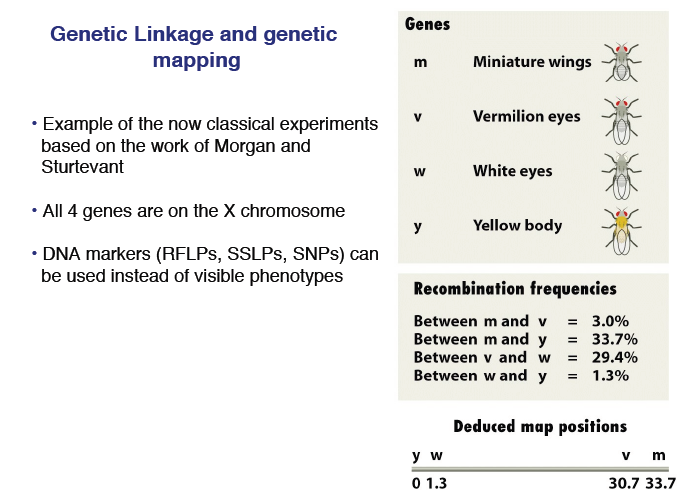 Genetic Linkage and genetic
mapping
• Example of the now classical experiments
based on the work of Morgan and
Sturtevant
• All 4 genes are on the X chromosome
• DNA markers (RFLPs, SSLPs, SNPs) can
be used instead of visible phenotypes
Genes
m Miniature wings
v Vermilion eyes
w White eyes
y Yellow body
Recombination frequencies
Between m and v = 3.0%
Between m and y = 33.7%
Between v and w = 29.4%
Between w and y = 1.3%
Deduced map positions
y w v m
0 1.3 30.7 33.7